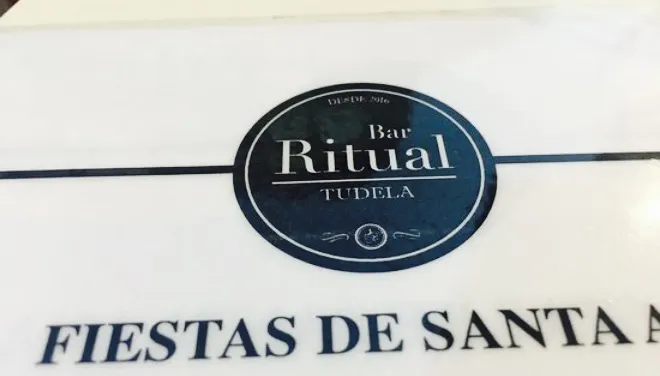 DESDE 2016
Bar
Ritual
TUDELA
FIESTAS DE SANTA A